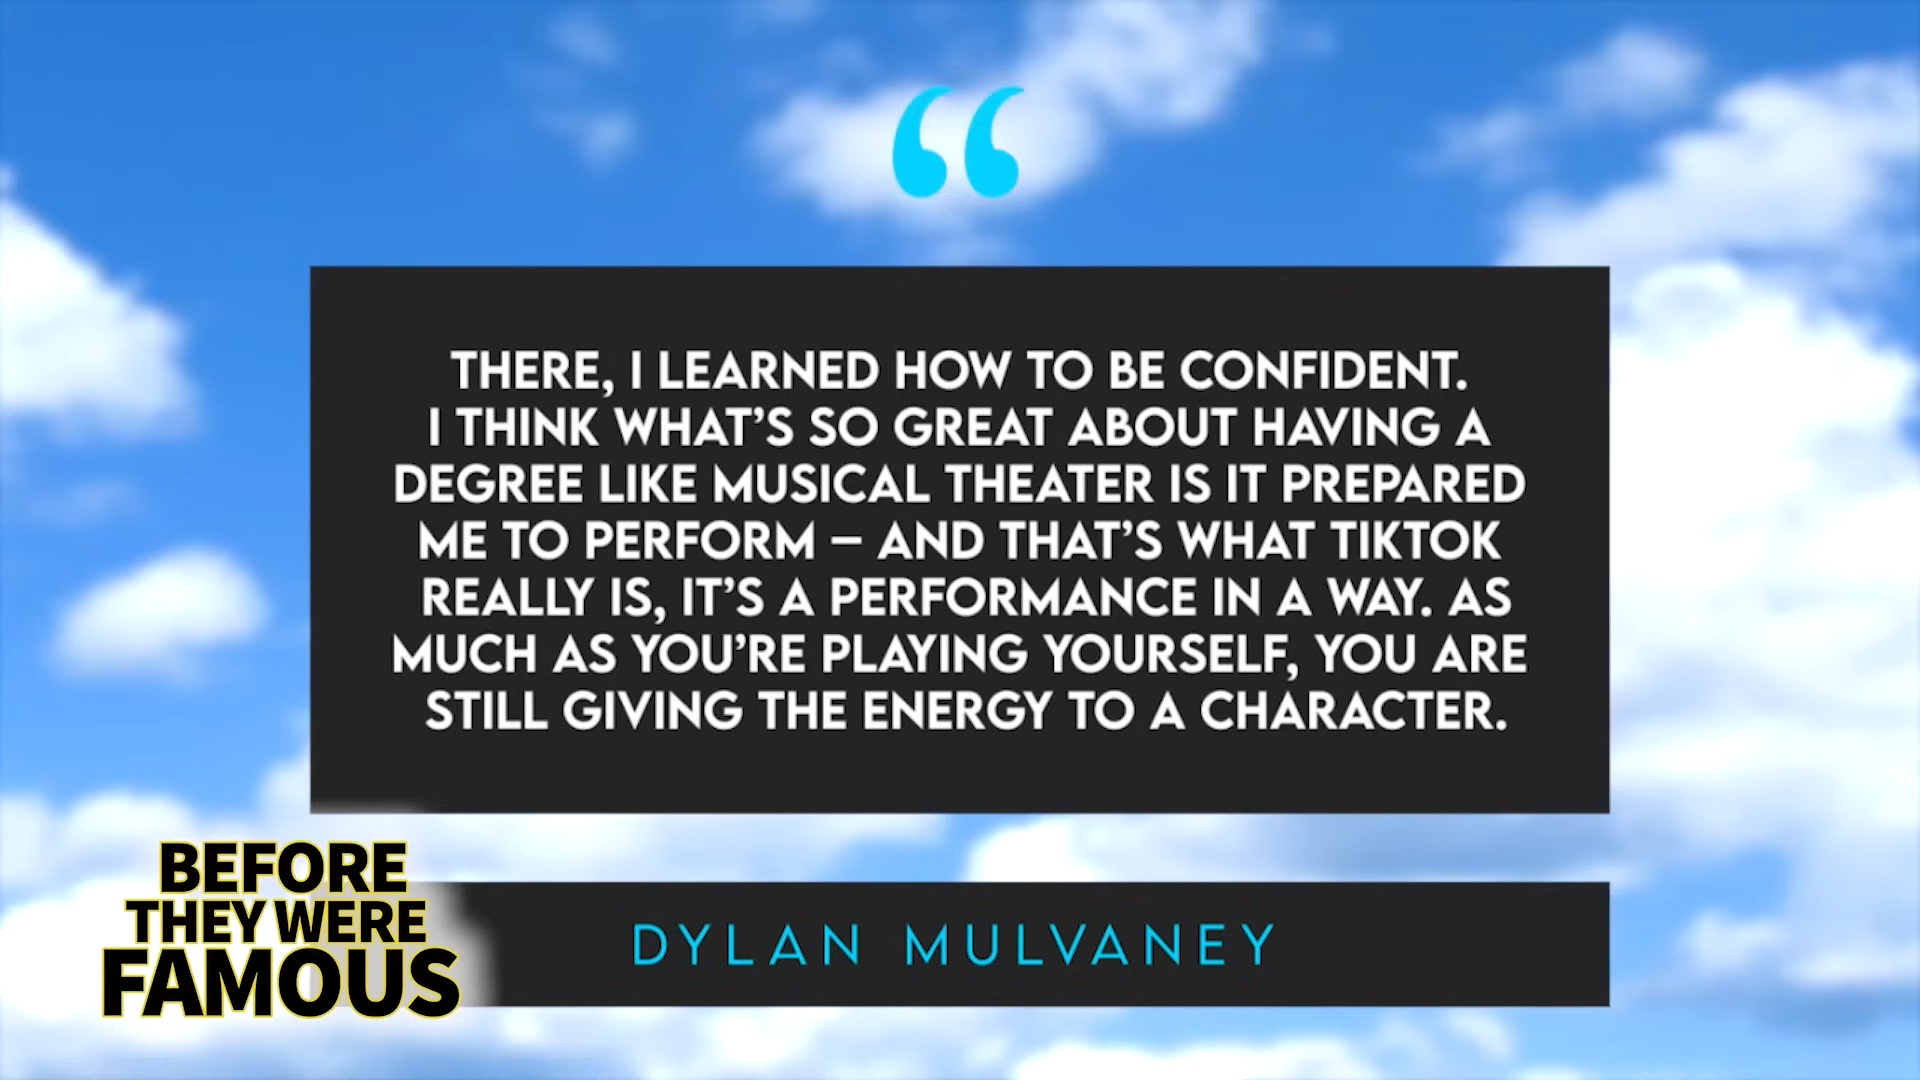 “
THERE, I LEARNED HOW TO BE CONFIDENT.
I THINK WHAT’S SO GREAT ABOUT HAVING A
DEGREE LIKE MUSICAL THEATER IS IT PREPARED
ME TO PERFORM – AND THAT’S WHAT TIKTOK
REALLY IS, IT’S A PERFORMANCE IN A WAY. AS
MUCH AS YOU’RE PLAYING YOURSELF, YOU ARE
STILL GIVING THE ENERGY TO A CHARACTER.
DYLAN MULVANEY
BEFORE
THEY WERE
FAMOUS